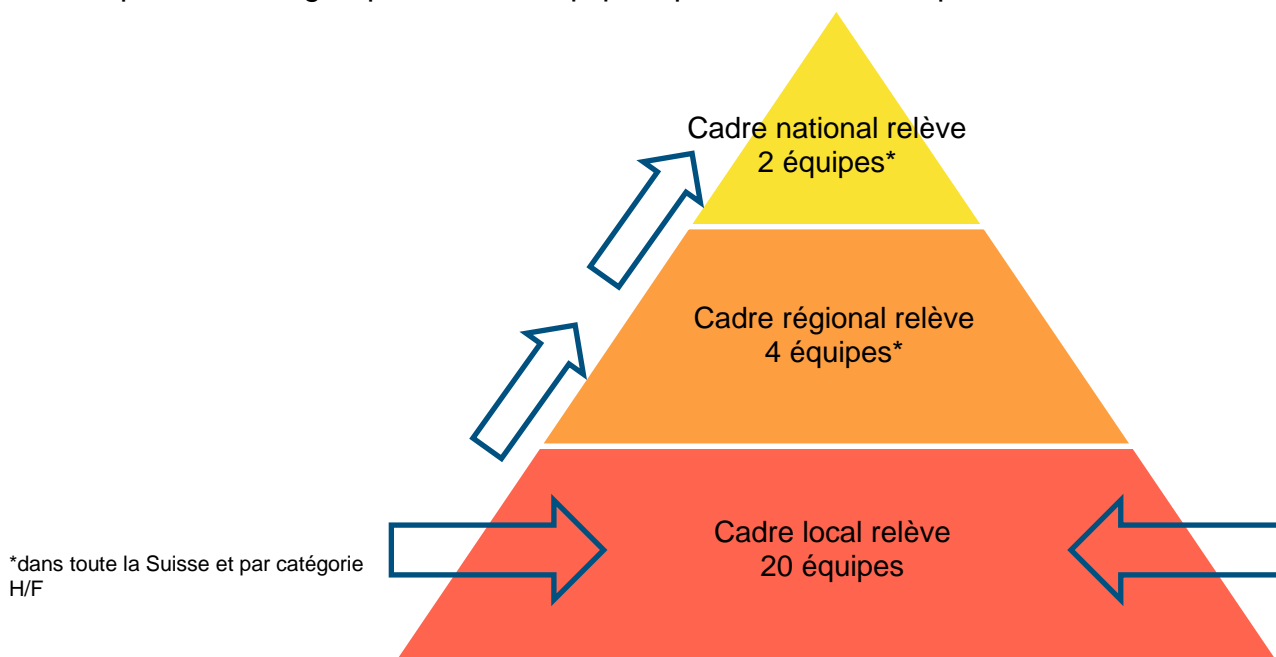 Cadre national relève
2 équipes*
Cadre régional relève
4 équipes*
Cadre local relève
20 équipes
*dans toute la Suisse et par catégorie
H/F